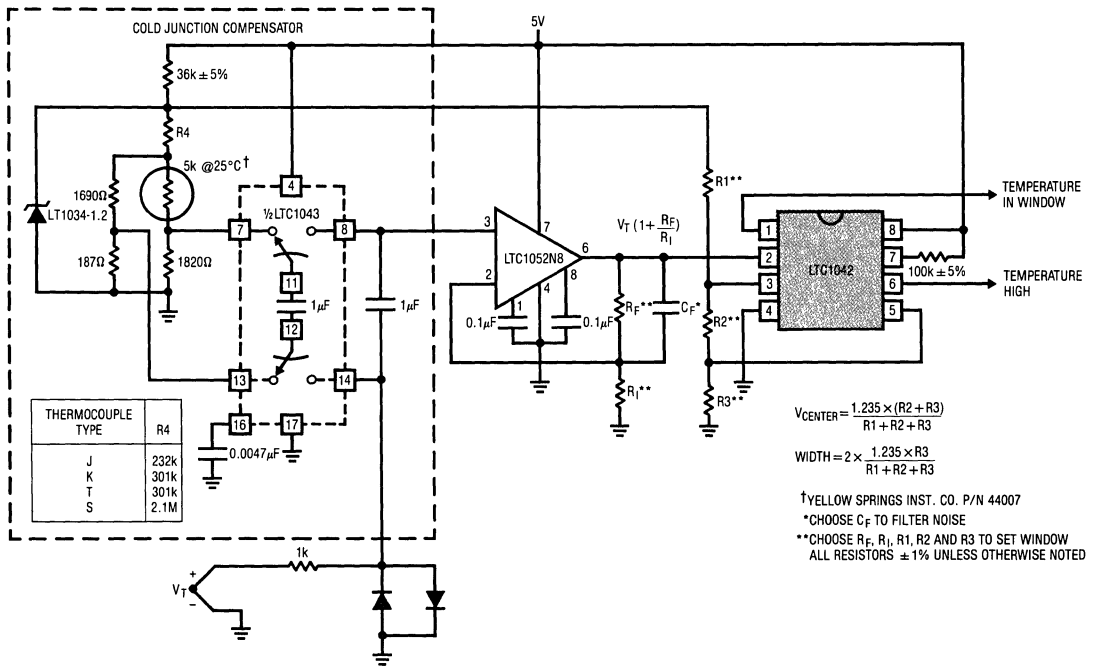 COLD JUNCTION COMPENSATOR
5V
36k ± 5%
R4
5k @25°C†
1690Ω
LT1034-1.2
187Ω
1820Ω
4
½LTC1043
7
8
11
1µF
12
13
14
16
17
0.0047µF
1µF
THERMOCOUPLE TYPE
R4
J 232k
K 301k
T 301k
S 2.1M
3
2
7
6
LTC1052N8
1
4
8
0.1µF
0.1µF
V_T (1+ R_F/R_I)
R_F**
C_F*
R_I**
R1**
R2**
R3**
1
2
3
4
LTC1042
8
7
6
5
100k ± 5%
TEMPERATURE
IN WINDOW
TEMPERATURE
HIGH
V_CENTER = 1.235 × (R2 + R3) / R1 + R2 + R3
WIDTH = 2 × 1.235 × R3 / R1 + R2 + R3
†YELLOW SPRINGS INST. CO. P/N 44007
*CHOOSE C_F TO FILTER NOISE
**CHOOSE R_F, R_I, R1, R2 AND R3 TO SET WINDOW
ALL RESISTORS ±1% UNLESS OTHERWISE NOTED
1k
+
V_T
−